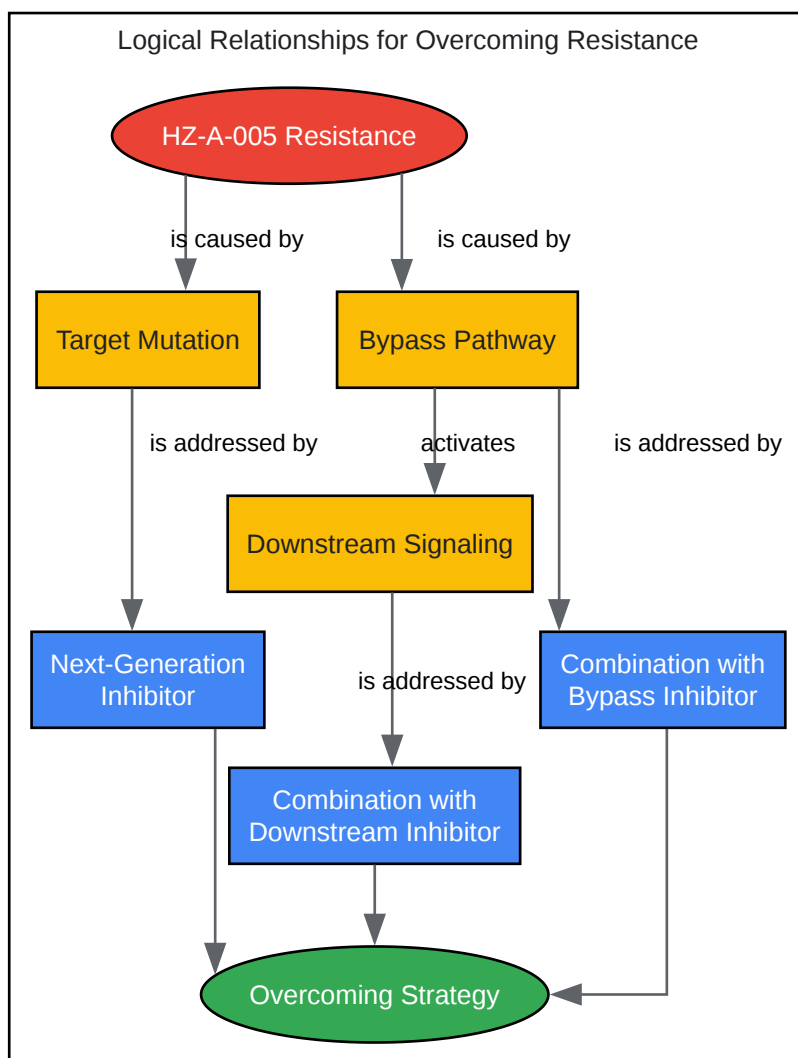 Logical Relationships for Overcoming Resistance
HZ-A-005 Resistance
is caused by
is caused by
Target Mutation
Bypass Pathway
is addressed by
activates
is addressed by
Downstream Signaling
Next-Generation
Inhibitor
is addressed by
Combination with
Bypass Inhibitor
Combination with
Downstream Inhibitor
Overcoming Strategy